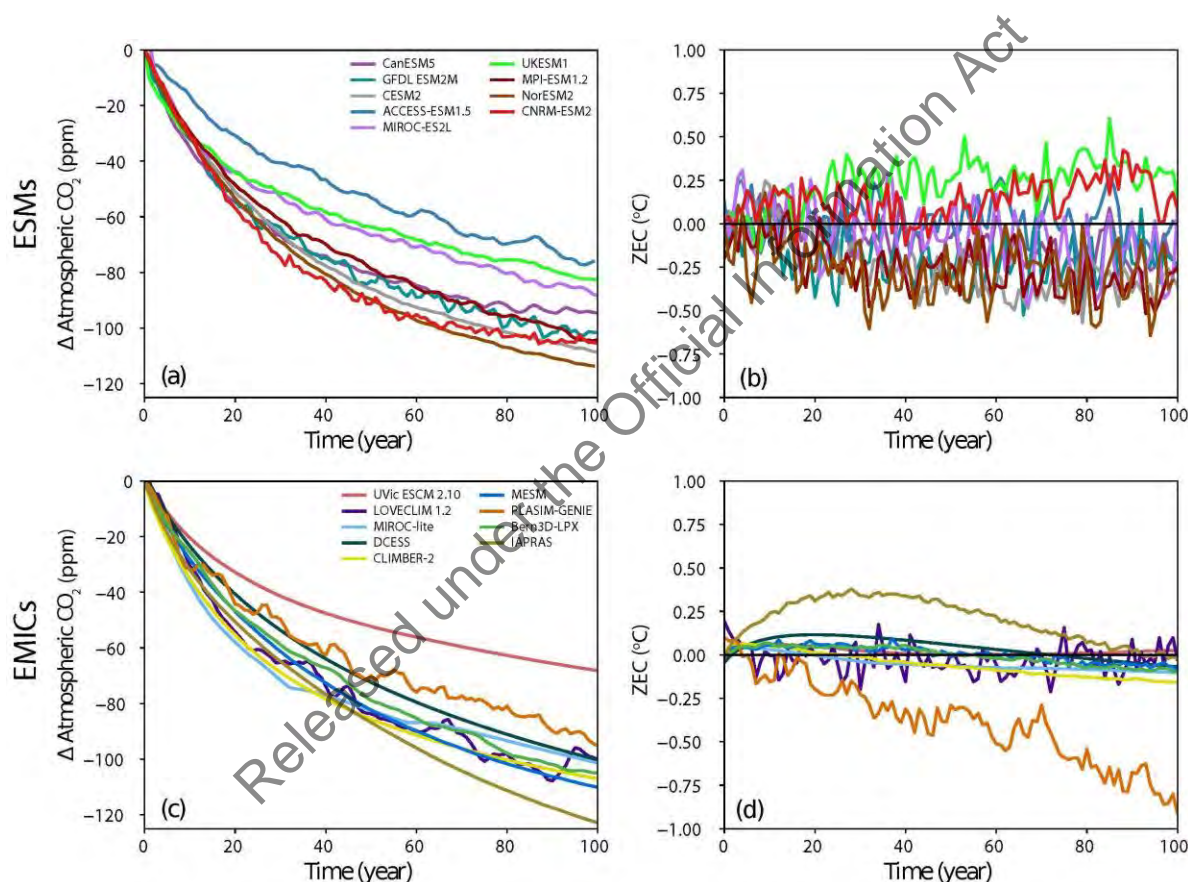 ESMs
Δ Atmospheric CO₂ (ppm)
0
−20
−40
−60
−80
−100
−120
CanESM5
GFDL ESM2M
CESM2
ACCESS-ESM1.5
MIROC-ES2L
UKESM1
MPI-ESM1.2
NorESM2
CNRM-ESM2
(a)
0 20 40 60 80 100
Time (year)
ZEC (°C)
1.00
0.75
0.50
0.25
0.00
−0.25
−0.50
−0.75
−1.00
(b)
0 20 40 60 80 100
Time (year)
EMICs
Δ Atmospheric CO₂ (ppm)
0
−20
−40
−60
−80
−100
−120
UVic ESCM 2.10
LOVECLIM 1.2
MIROC-lite
DCESS
CLIMBER-2
MESM
PLASIM-GENIE
Bern3D-LPX
IAPRAS
(c)
0 20 40 60 80 100
Time (year)
ZEC (°C)
1.00
0.75
0.50
0.25
0.00
−0.25
−0.50
−0.75
−1.00
(d)
0 20 40 60 80 100
Time (year)
Released under the Official Information Act